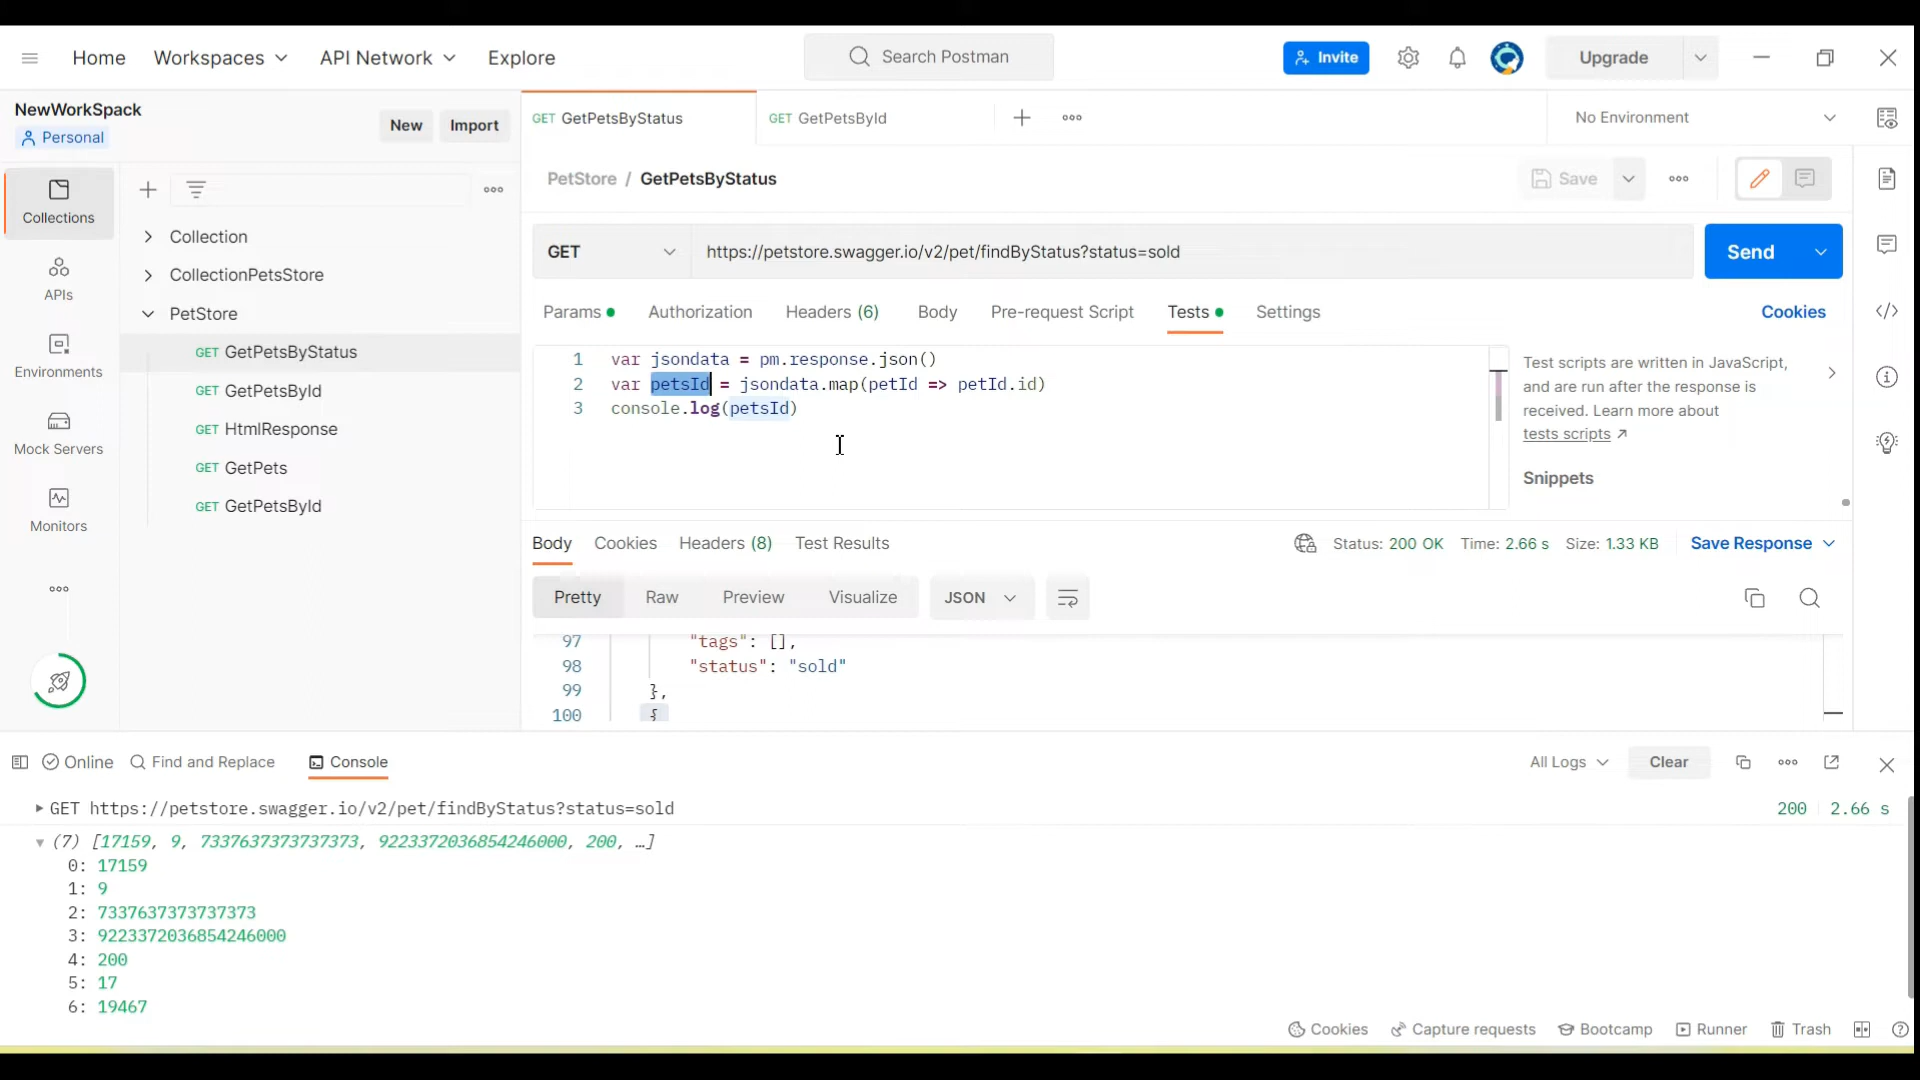 Home Workspaces API Network Explore Search Postman Invite Upgrade
NewWorkSpack
Personal
New Import
GET GetPetsByStatus GET GetPetsById No Environment
PetStore / GetPetsByStatus Save
Collections
APIs
Environments
Mock Servers
Monitors
Collection
CollectionPetsStore
PetStore
GET GetPetsByStatus
GET GetPetsById
GET HtmlResponse
GET GetPets
GET GetPetsById
GET https://petstore.swagger.io/v2/pet/findByStatus?status=sold Send
Params Authorization Headers (6) Body Pre-request Script Tests Settings Cookies
1 var jsondata = pm.response.json()
2 var petsId = jsondata.map(petId => petId.id)
3 console.log(petsId)
Test scripts are written in JavaScript,
and are run after the response is
received. Learn more about
tests scripts ↗
Snippets
Body Cookies Headers (8) Test Results Status: 200 OK Time: 2.66 s Size: 1.33 KB Save Response
Pretty Raw Preview Visualize JSON
97 "tags": [],
98 "status": "sold"
99 },
100 {
Online Find and Replace Console All Logs Clear
GET https://petstore.swagger.io/v2/pet/findByStatus?status=sold 200 2.66 s
(7) [17159, 9, 7337637373737373, 9223372036854246000, 200, …]
0: 17159
1: 9
2: 7337637373737373
3: 9223372036854246000
4: 200
5: 17
6: 19467
Cookies Capture requests Bootcamp Runner Trash